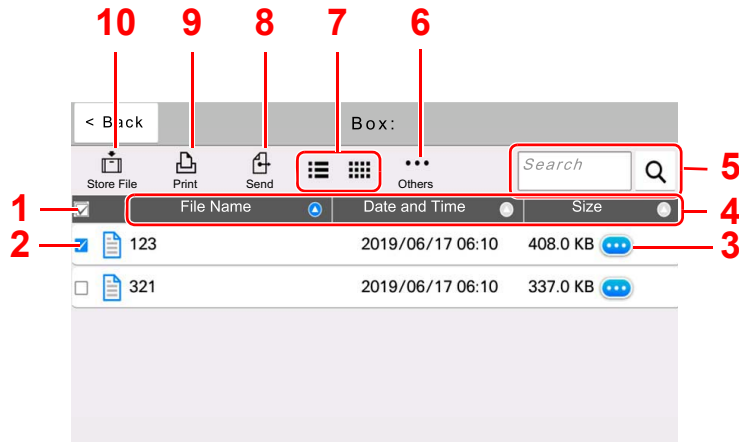 10 9 8 7 6
< Back Box:
Store File Print Send Others Search
5
1 File Name Date and Time Size 4
2 123 2019/06/17 06:10 408.0 KB 3
321 2019/06/17 06:10 337.0 KB